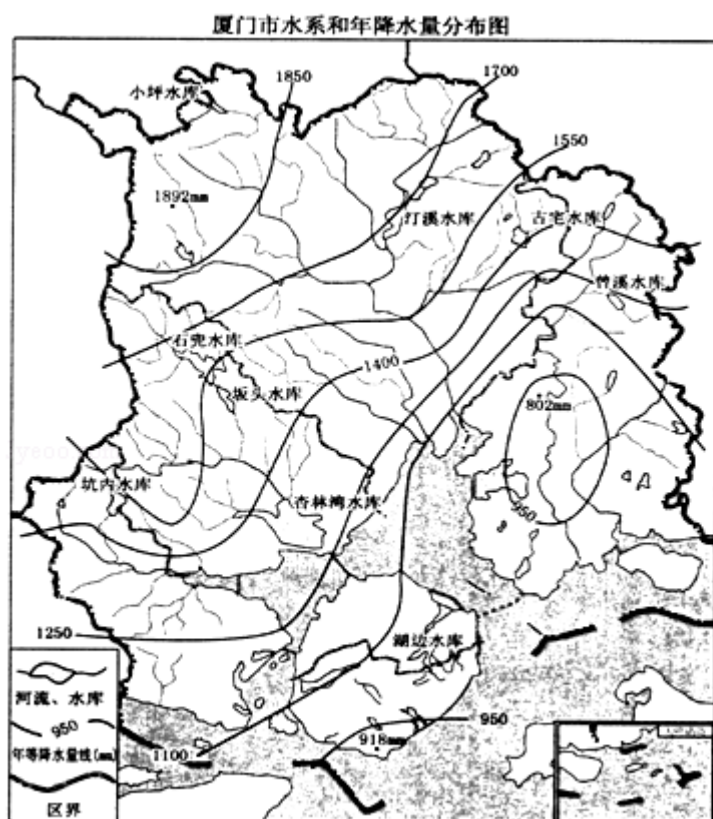 厦门市水系和年降水量分布图
1850
1700
小坪水库
1550
1892mm
汀溪水库
古宅水库
曾溪水库
石兜水库
1400
坂头水库
802mm
坑内水库
杏林湾水库
950
1250
湖边水库
河流、水库
950
950
年等降水量线(mm)
918mm
1100
区界